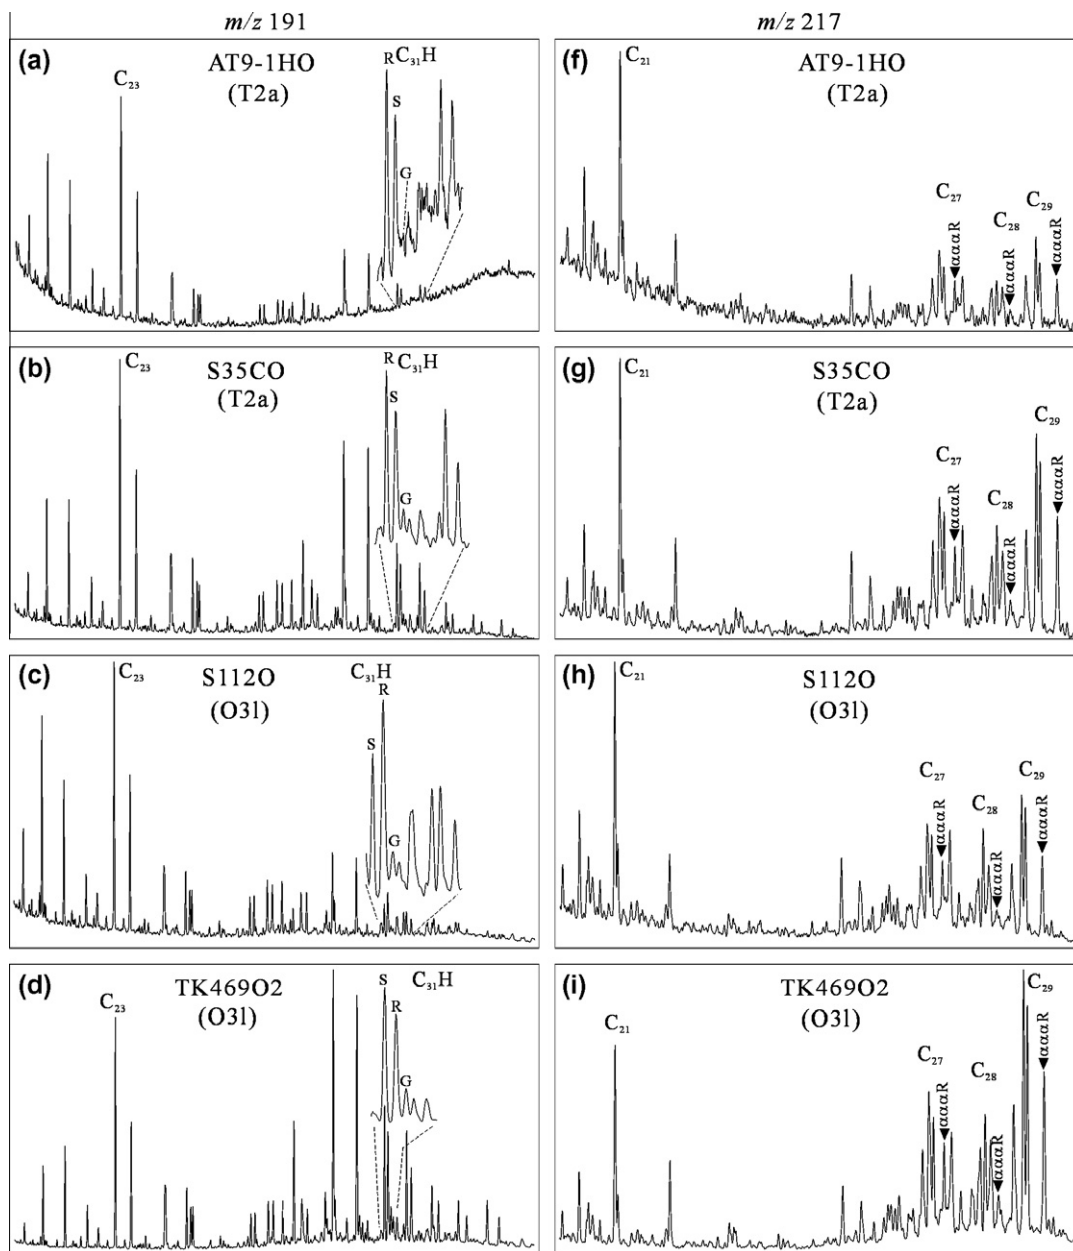 m/z 191
m/z 217
(a)
AT9-1HO
(T2a)
C₂₃
R C₃₁H
S
G
(f)
AT9-1HO
(T2a)
C₂₁
C₂₇
αααR
C₂₈
αααR
C₂₉
αααR
(b)
S35CO
(T2a)
C₂₃
R C₃₁H
S
G
(g)
S35CO
(T2a)
C₂₁
C₂₇
αααR
C₂₈
αααR
C₂₉
αααR
(c)
S112O
(O3l)
C₂₃
C₃₁H
R
S
G
(h)
S112O
(O3l)
C₂₁
C₂₇
αααR
C₂₈
αααR
C₂₉
αααR
(d)
TK469O2
(O3l)
C₂₃
S C₃₁H
R
G
(i)
TK469O2
(O3l)
C₂₁
C₂₇
αααR
C₂₈
αααR
C₂₉
αααR